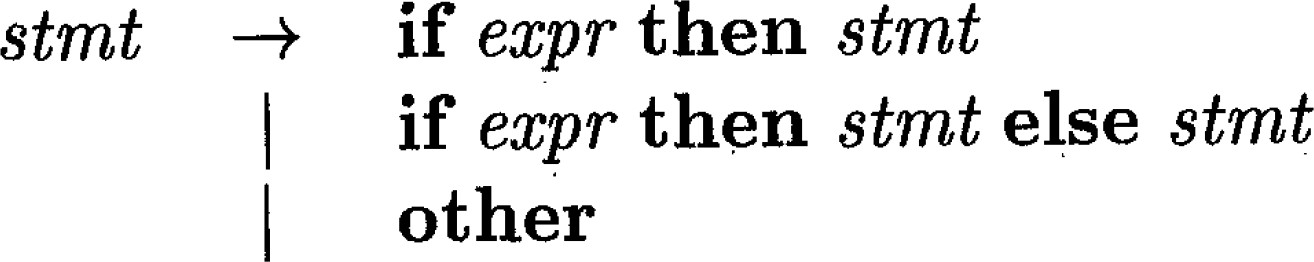 stmt → if expr then stmt
| if expr then stmt else stmt
| other